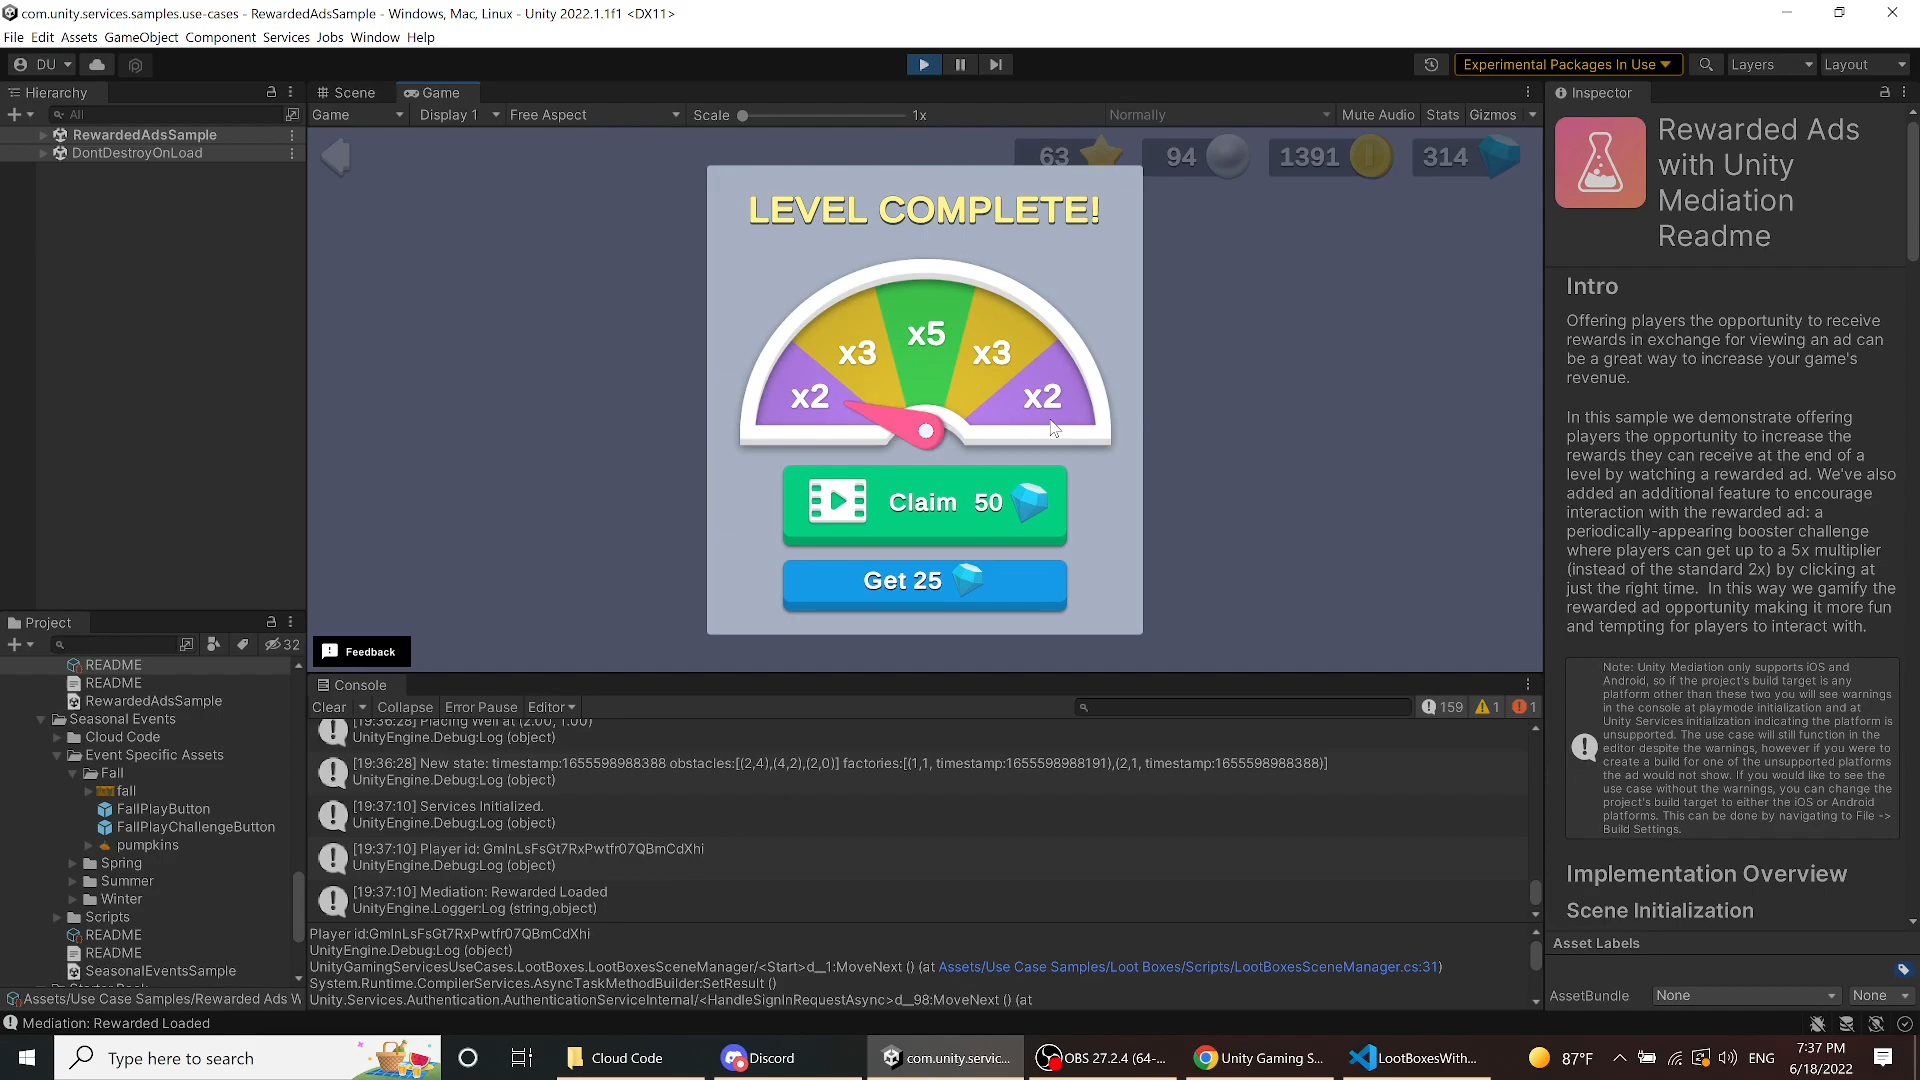 com.unity.services.samples.use-cases - RewardedAdsSample - Windows, Mac, Linux - Unity 2022.1.1f1 <DX11>
File Edit Assets GameObject Component Services Jobs Window Help
DU
Experimental Packages In Use
Layers
Layout
Hierarchy
All
RewardedAdsSample
DontDestroyOnLoad
Scene
Game
Game
Display 1
Free Aspect
Scale
1x
Normally
Mute Audio
Stats
Gizmos
63
94
1391
314
LEVEL COMPLETE!
x2
x3
x5
x3
x2
Claim 50
Get 25
Feedback
Inspector
Rewarded Ads
with Unity
Mediation
Readme
Intro
Offering players the opportunity to receive
rewards in exchange for viewing an ad can
be a great way to increase your game's
revenue.
In this sample we demonstrate offering
players the opportunity to increase the
rewards they can receive at the end of a
level by watching a rewarded ad. We've also
added an additional feature to encourage
interaction with the rewarded ad: a
periodically-appearing booster challenge
where players can get up to a 5x multiplier
(instead of the standard 2x) by clicking at
just the right time. In this way we gamify the
rewarded ad opportunity making it more fun
and tempting for players to interact with.
Note: Unity Mediation only supports iOS and
Android, so if the project's build target is any
platform other than these two you will see warnings
in the console at playmode initialization and at
Unity Services initialization indicating the platform is
unsupported. The use case will still function in the
editor despite the warnings, however if you were to
create a build for one of the unsupported platforms
the ad would not show. If you would like to see the
use case without the warnings, you can change the
project's build target to either the iOS or Android
platforms. This can be done by navigating to File ->
Build Settings.
Implementation Overview
Scene Initialization
Asset Labels
AssetBundle
None
None
Project
32
README
README
RewardedAdsSample
Seasonal Events
Cloud Code
Event Specific Assets
Fall
fall
FallPlayButton
FallPlayChallengeButton
pumpkins
Spring
Summer
Winter
Scripts
README
README
SeasonalEventsSample
Assets/Use Case Samples/Rewarded Ads W
Console
Clear
Collapse
Error Pause
Editor
159
1
1
[19:36:28] Placing Well at (2.00, 1.00)
UnityEngine.Debug:Log (object)
[19:36:28] New state: timestamp:1655598988388 obstacles:[(2,4),(4,2),(2,0)] factories:[(1,1, timestamp:1655598988191),(2,1, timestamp:1655598988388)]
UnityEngine.Debug:Log (object)
[19:37:10] Services Initialized.
UnityEngine.Debug:Log (object)
[19:37:10] Player id: GmInLsFsGt7RxPwtfr07QBmCdXhi
UnityEngine.Debug:Log (object)
[19:37:10] Mediation: Rewarded Loaded
UnityEngine.Logger:Log (string,object)
Player id:GmInLsFsGt7RxPwtfr07QBmCdXhi
UnityEngine.Debug:Log (object)
UnityGamingServicesUseCases.LootBoxes.LootBoxesSceneManager/<Start>d__1:MoveNext () (at Assets/Use Case Samples/Loot Boxes/Scripts/LootBoxesSceneManager.cs:31)
System.Runtime.CompilerServices.AsyncTaskMethodBuilder:SetResult ()
Unity.Services.Authentication.AuthenticationServiceInternal/<HandleSignInRequestAsync>d__98:MoveNext () (at
Mediation: Rewarded Loaded
Type here to search
Cloud Code
Discord
com.unity.servic...
OBS 27.2.4 (64-...
Unity Gaming S...
LootBoxesWith...
87°F
ENG
7:37 PM
6/18/2022